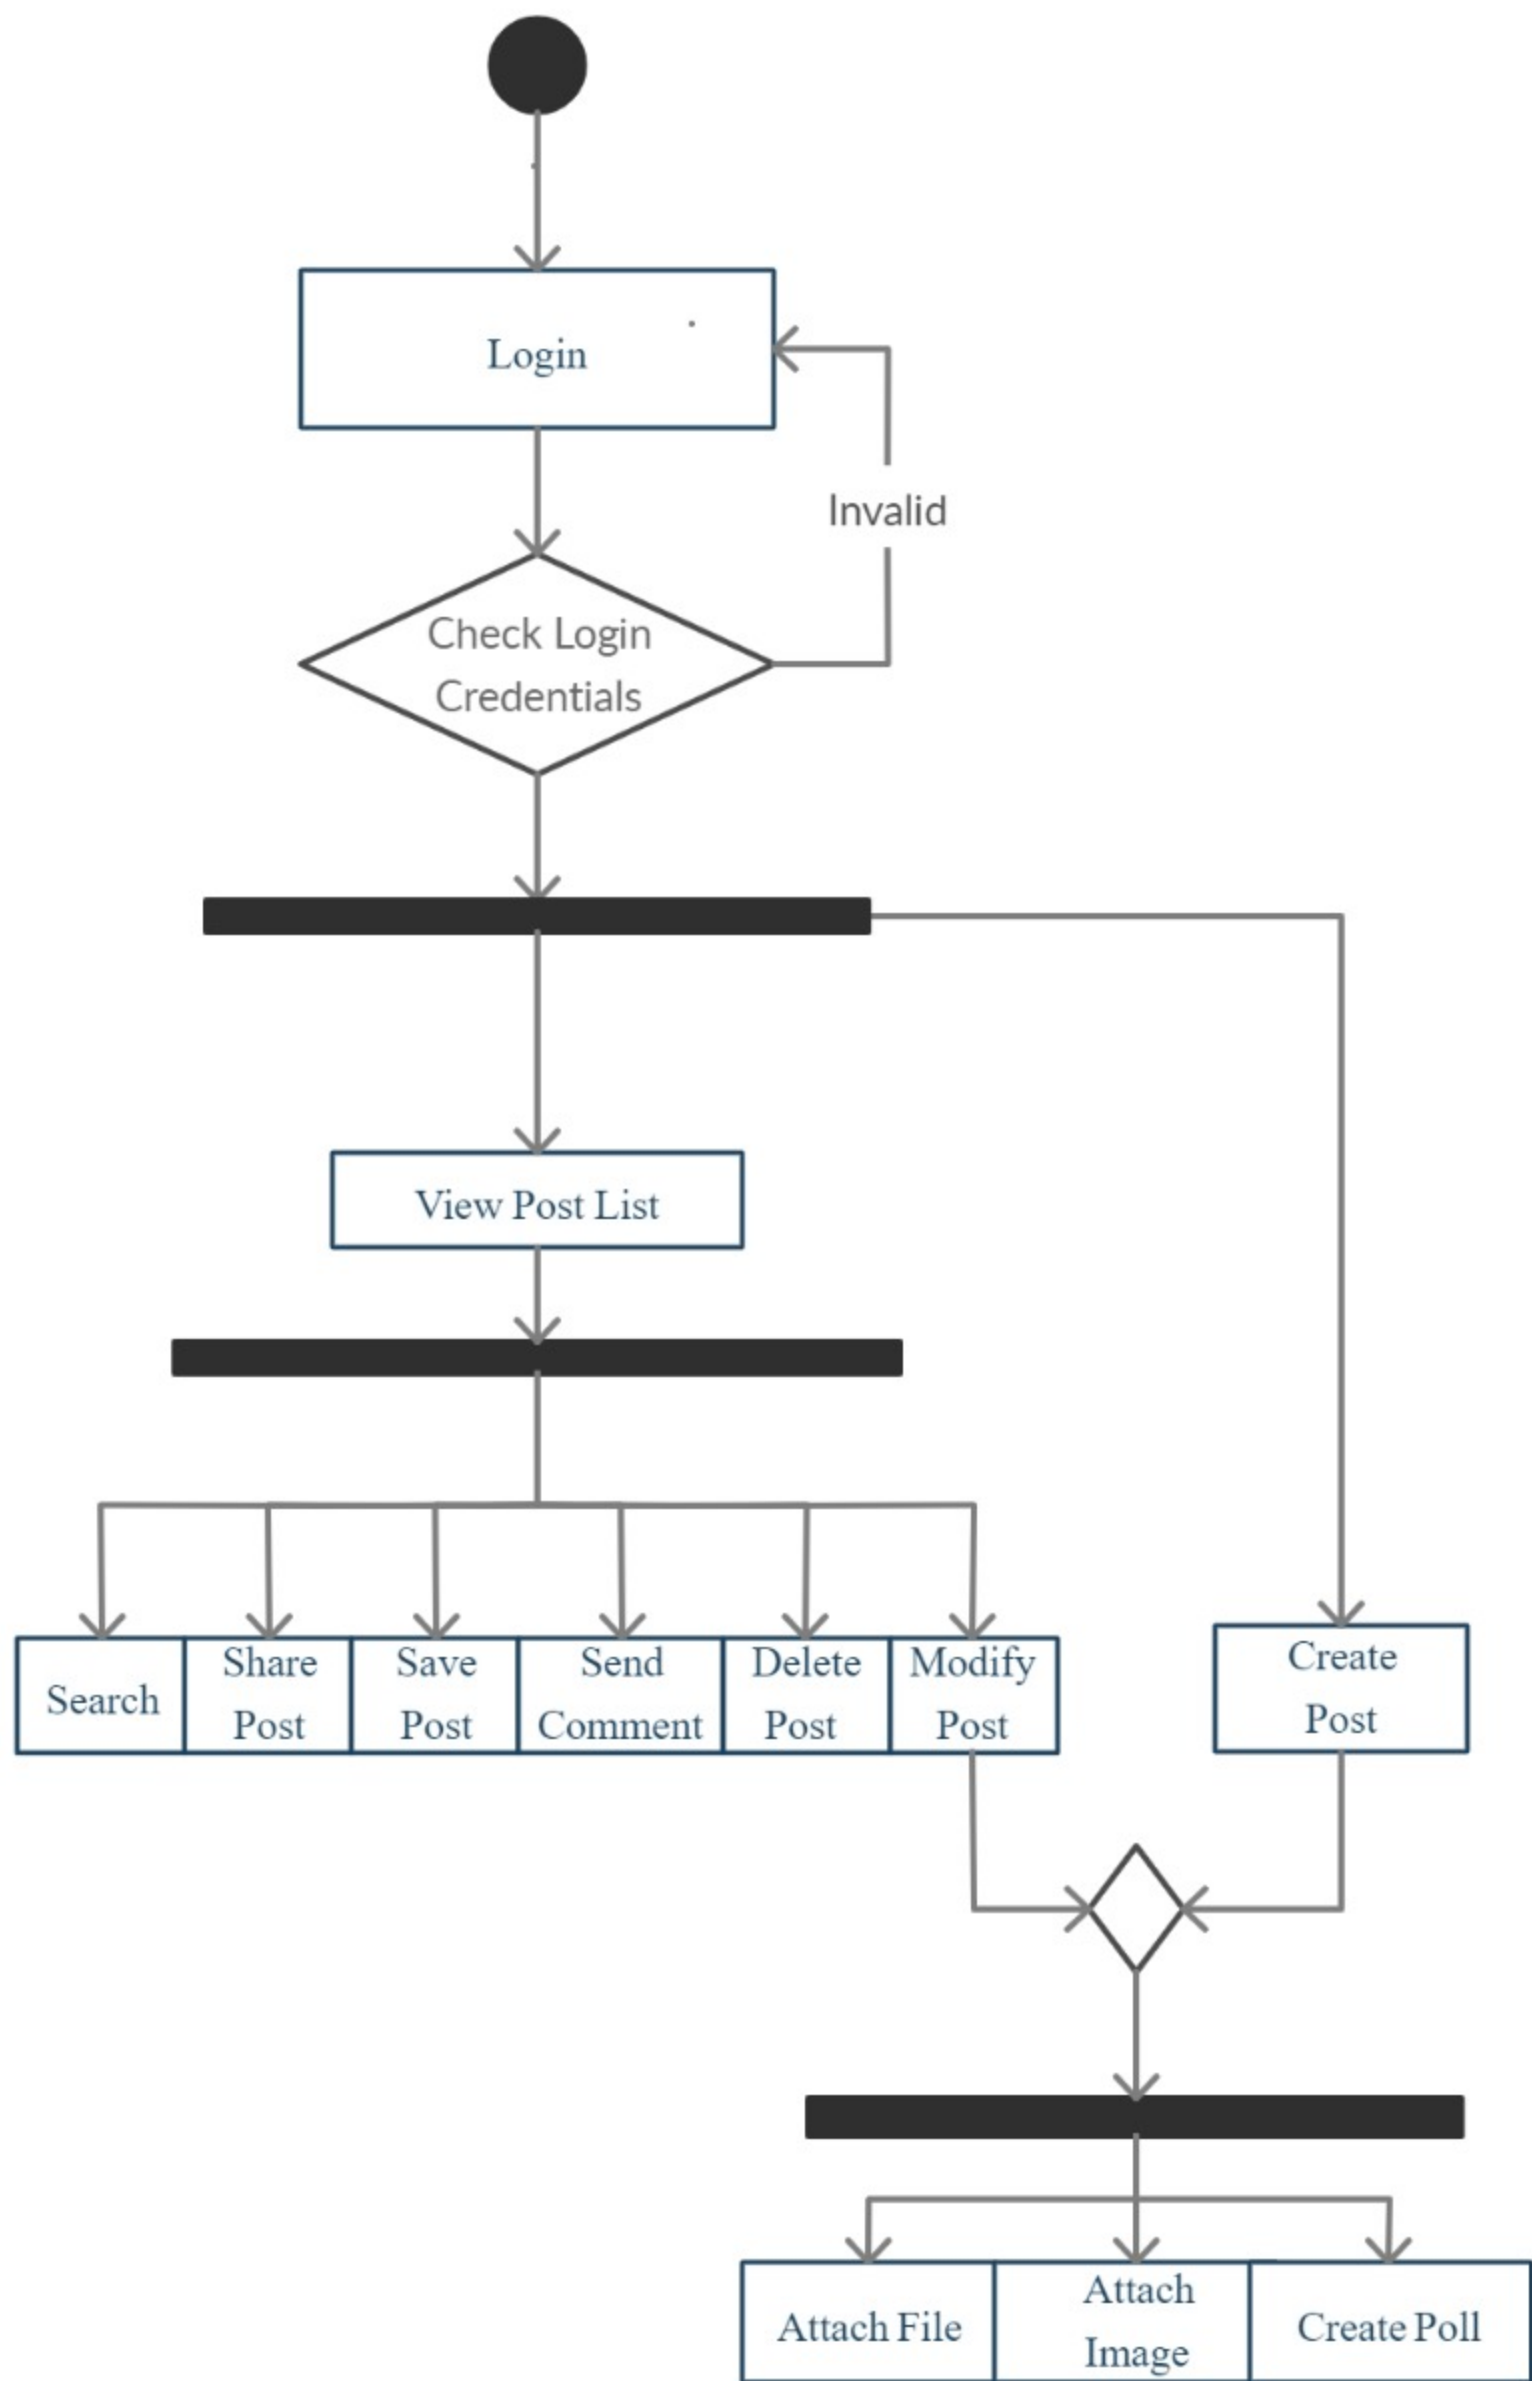 Login
Invalid
Check Login
Credentials
View Post List
Search
Share
Post
Save
Post
Send
Comment
Delete
Post
Modify
Post
Create
Post
Attach File
Attach
Image
Create Poll